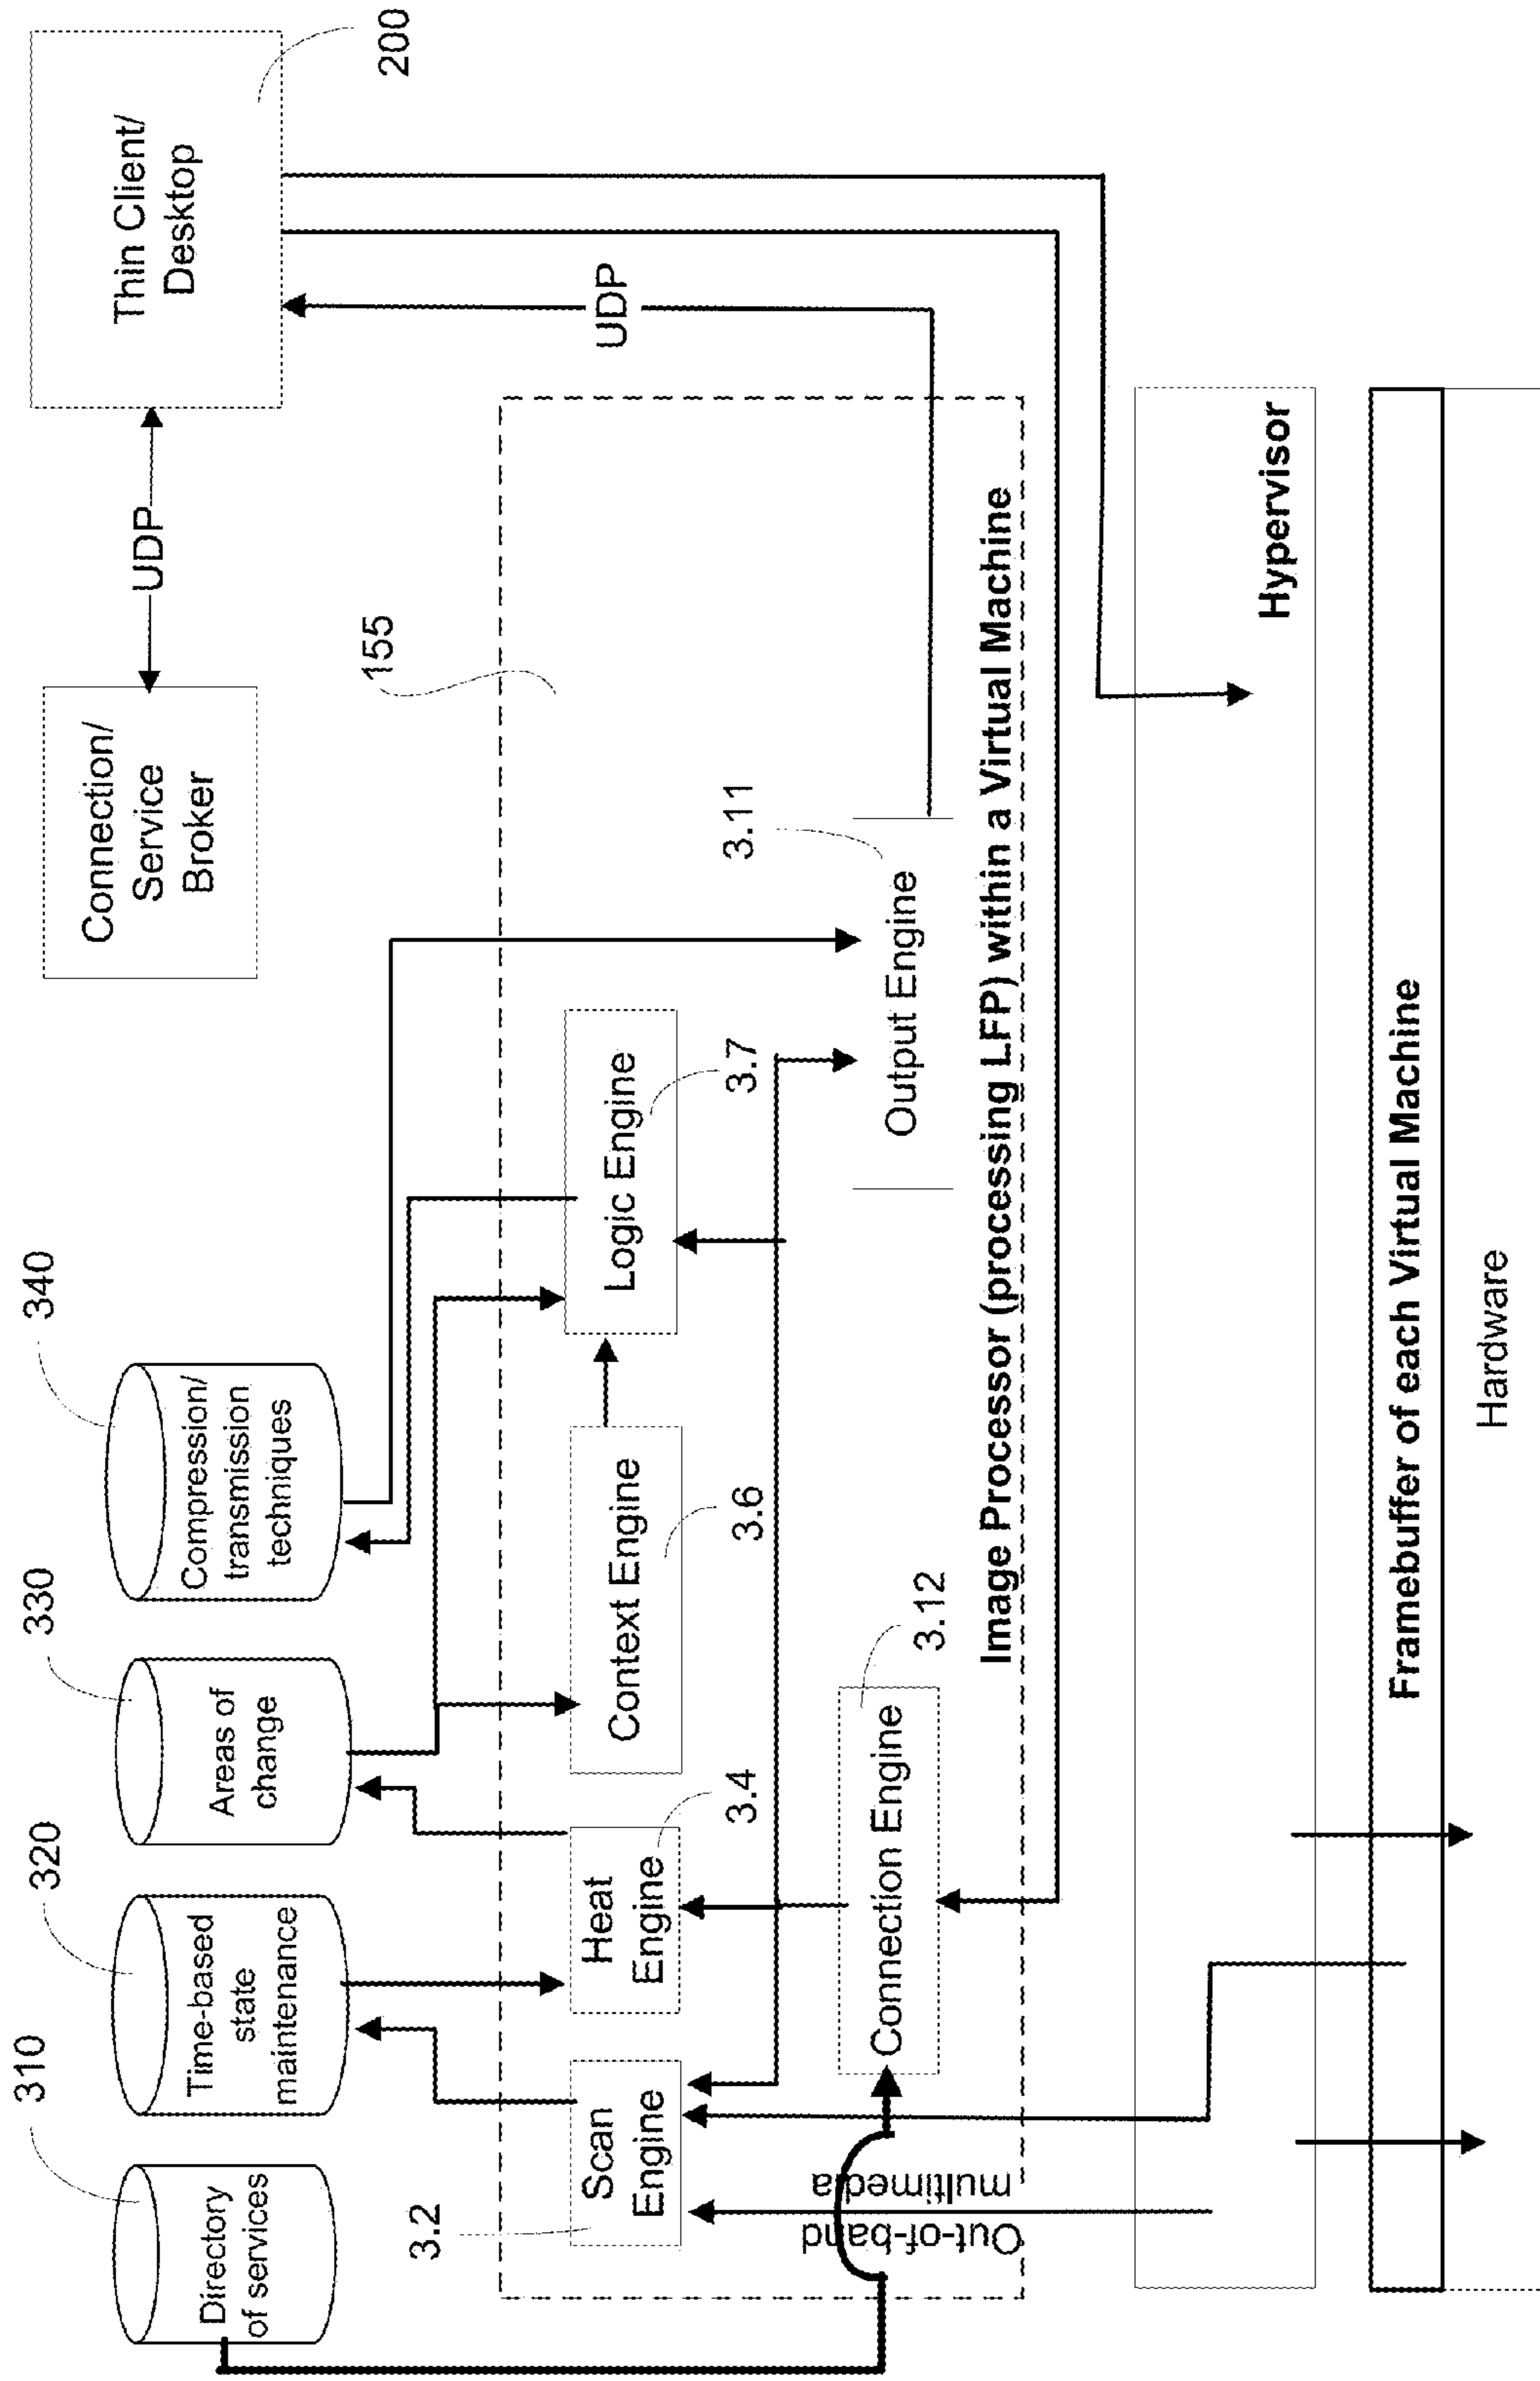 310
320
330
340
Directory
of services
Time-based
state
maintenance
Areas of
change
Compression/
transmission
techniques
Connection/
Service
Broker
UDP
Thin Client/
Desktop
200
155
3.2
Scan
Engine
Heat
Engine
3.4
Context Engine
3.6
Logic Engine
3.7
UDP
Out-of-band
multimedia
Connection Engine
3.12
Output Engine
3.11
Image Processor (processing LFP) within a Virtual Machine
Hypervisor
Framebuffer of each Virtual Machine
Hardware